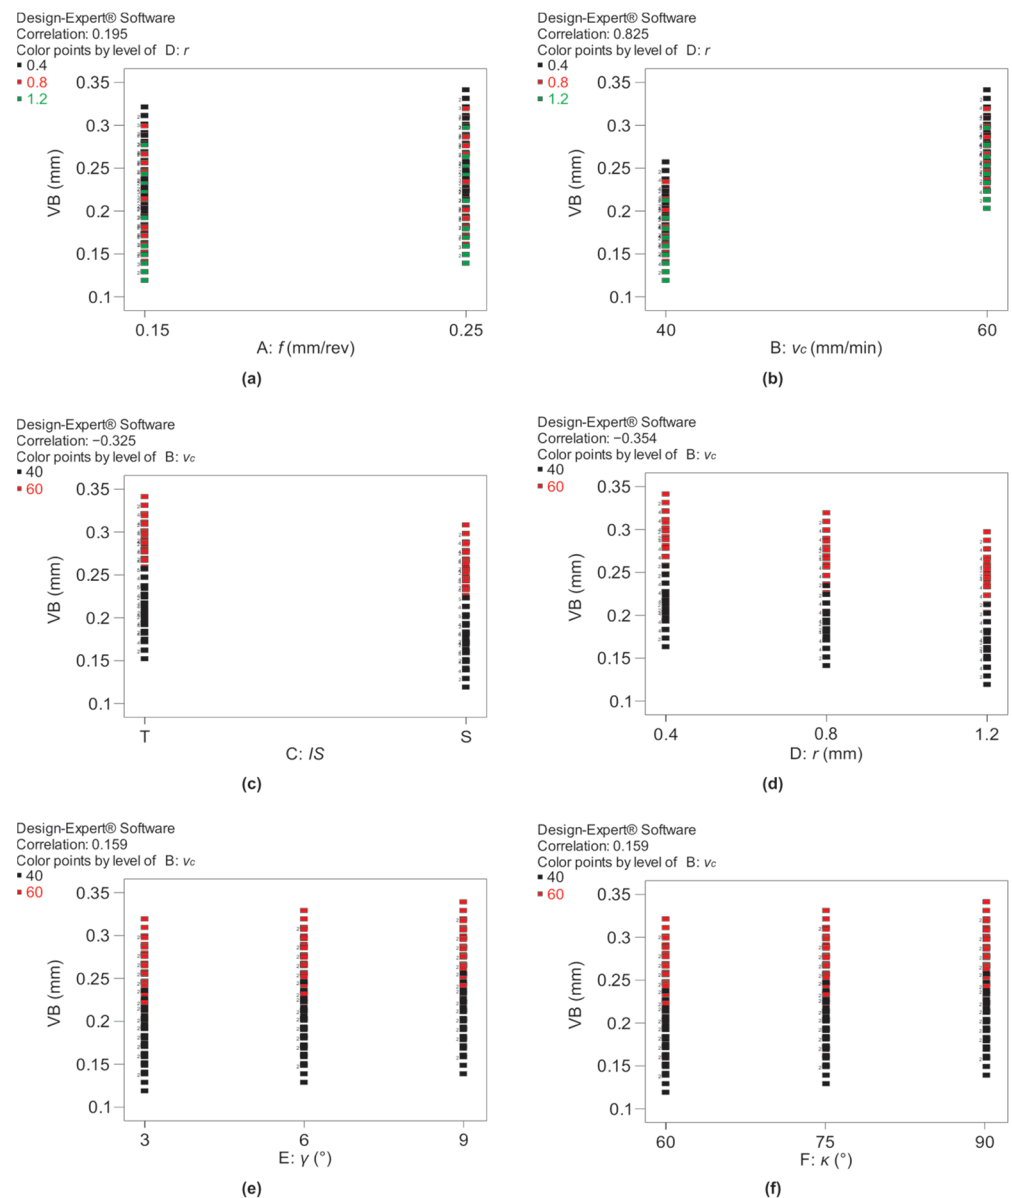 Design-Expert® Software
Correlation: 0.195
Color points by level of D: r
0.4
0.8
1.2
0.35
0.3
0.25
0.2
0.15
0.1
VB (mm)
0.15 0.25
A: f (mm/rev)
(a)
Design-Expert® Software
Correlation: 0.825
Color points by level of D: r
0.4
0.8
1.2
0.35
0.3
0.25
0.2
0.15
0.1
VB (mm)
40 60
B: vc (mm/min)
(b)
Design-Expert® Software
Correlation: −0.325
Color points by level of B: vc
40
60
0.35
0.3
0.25
0.2
0.15
0.1
VB (mm)
T S
C: IS
(c)
Design-Expert® Software
Correlation: −0.354
Color points by level of B: vc
40
60
0.35
0.3
0.25
0.2
0.15
0.1
VB (mm)
0.4 0.8 1.2
D: r (mm)
(d)
Design-Expert® Software
Correlation: 0.159
Color points by level of B: vc
40
60
0.35
0.3
0.25
0.2
0.15
0.1
VB (mm)
3 6 9
E: γ (°)
(e)
Design-Expert® Software
Correlation: 0.159
Color points by level of B: vc
40
60
0.35
0.3
0.25
0.2
0.15
0.1
VB (mm)
60 75 90
F: κ (°)
(f)